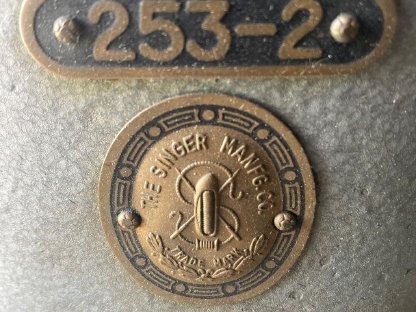 253-2
THE SINGER MANFG. CO.
TRADE MARK